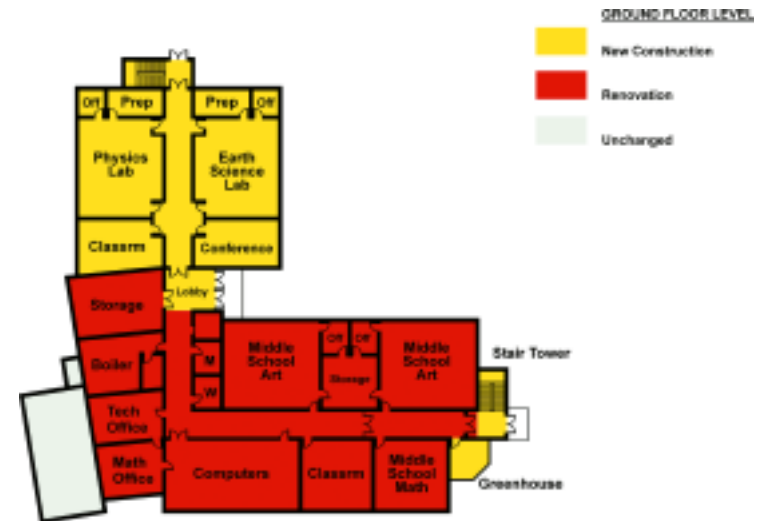 GROUND FLOOR LEVEL
New Construction
Renovation
Unchanged
Off
Prep
Prep
Off
Physics
Lab
Earth
Science
Lab
Classrm
Conference
Lobby
Storage
Boiler
M
W
Tech
Office
Math
Office
Middle
School
Art
Off
Off
Storage
Middle
School
Art
Stair Tower
Computers
Classrm
Middle
School
Math
Greenhouse